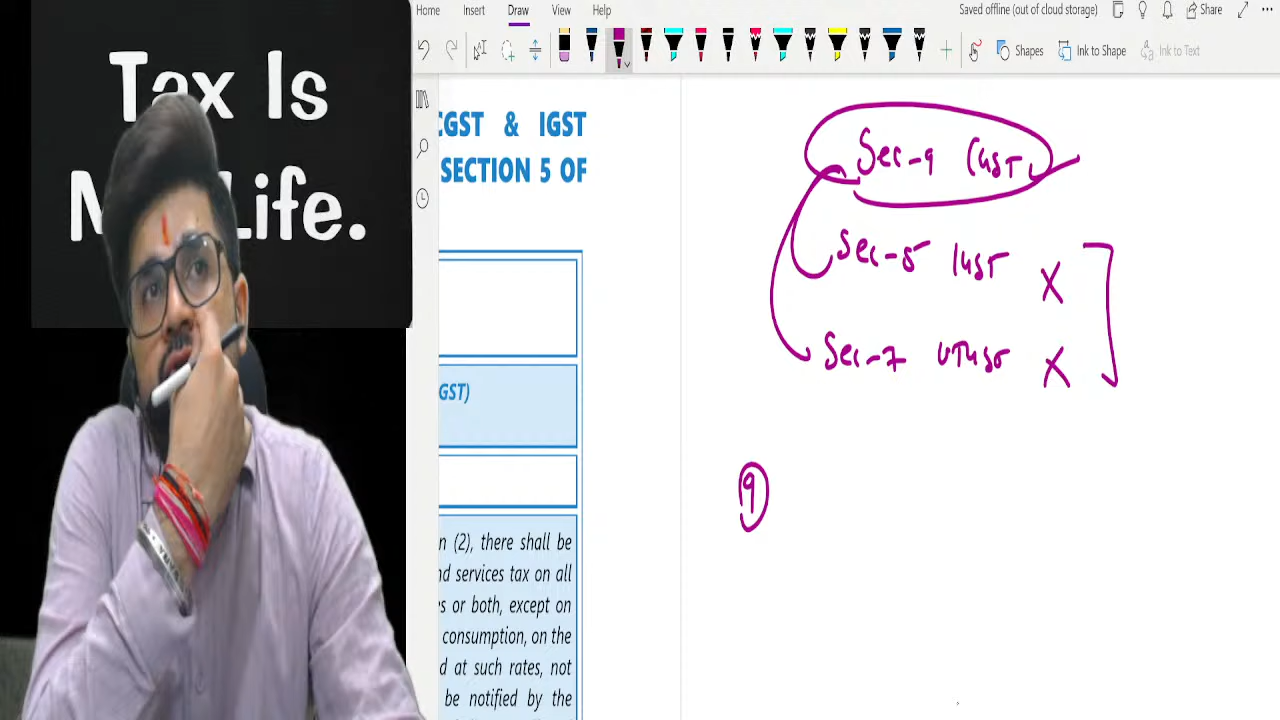 Tax Is
My Life.
Home Insert Draw View Help
Saved offline (out of cloud storage) Share
Shapes Ink to Shape Ink to Text
CGST & IGST
SECTION 5 OF
GST)
n (2), there shall be
nd services tax on all
s or both, except on
consumption, on the
d at such rates, not
be notified by the
Sec-9 CGST
Sec-5 IGST X
Sec-7 UTGST X
9